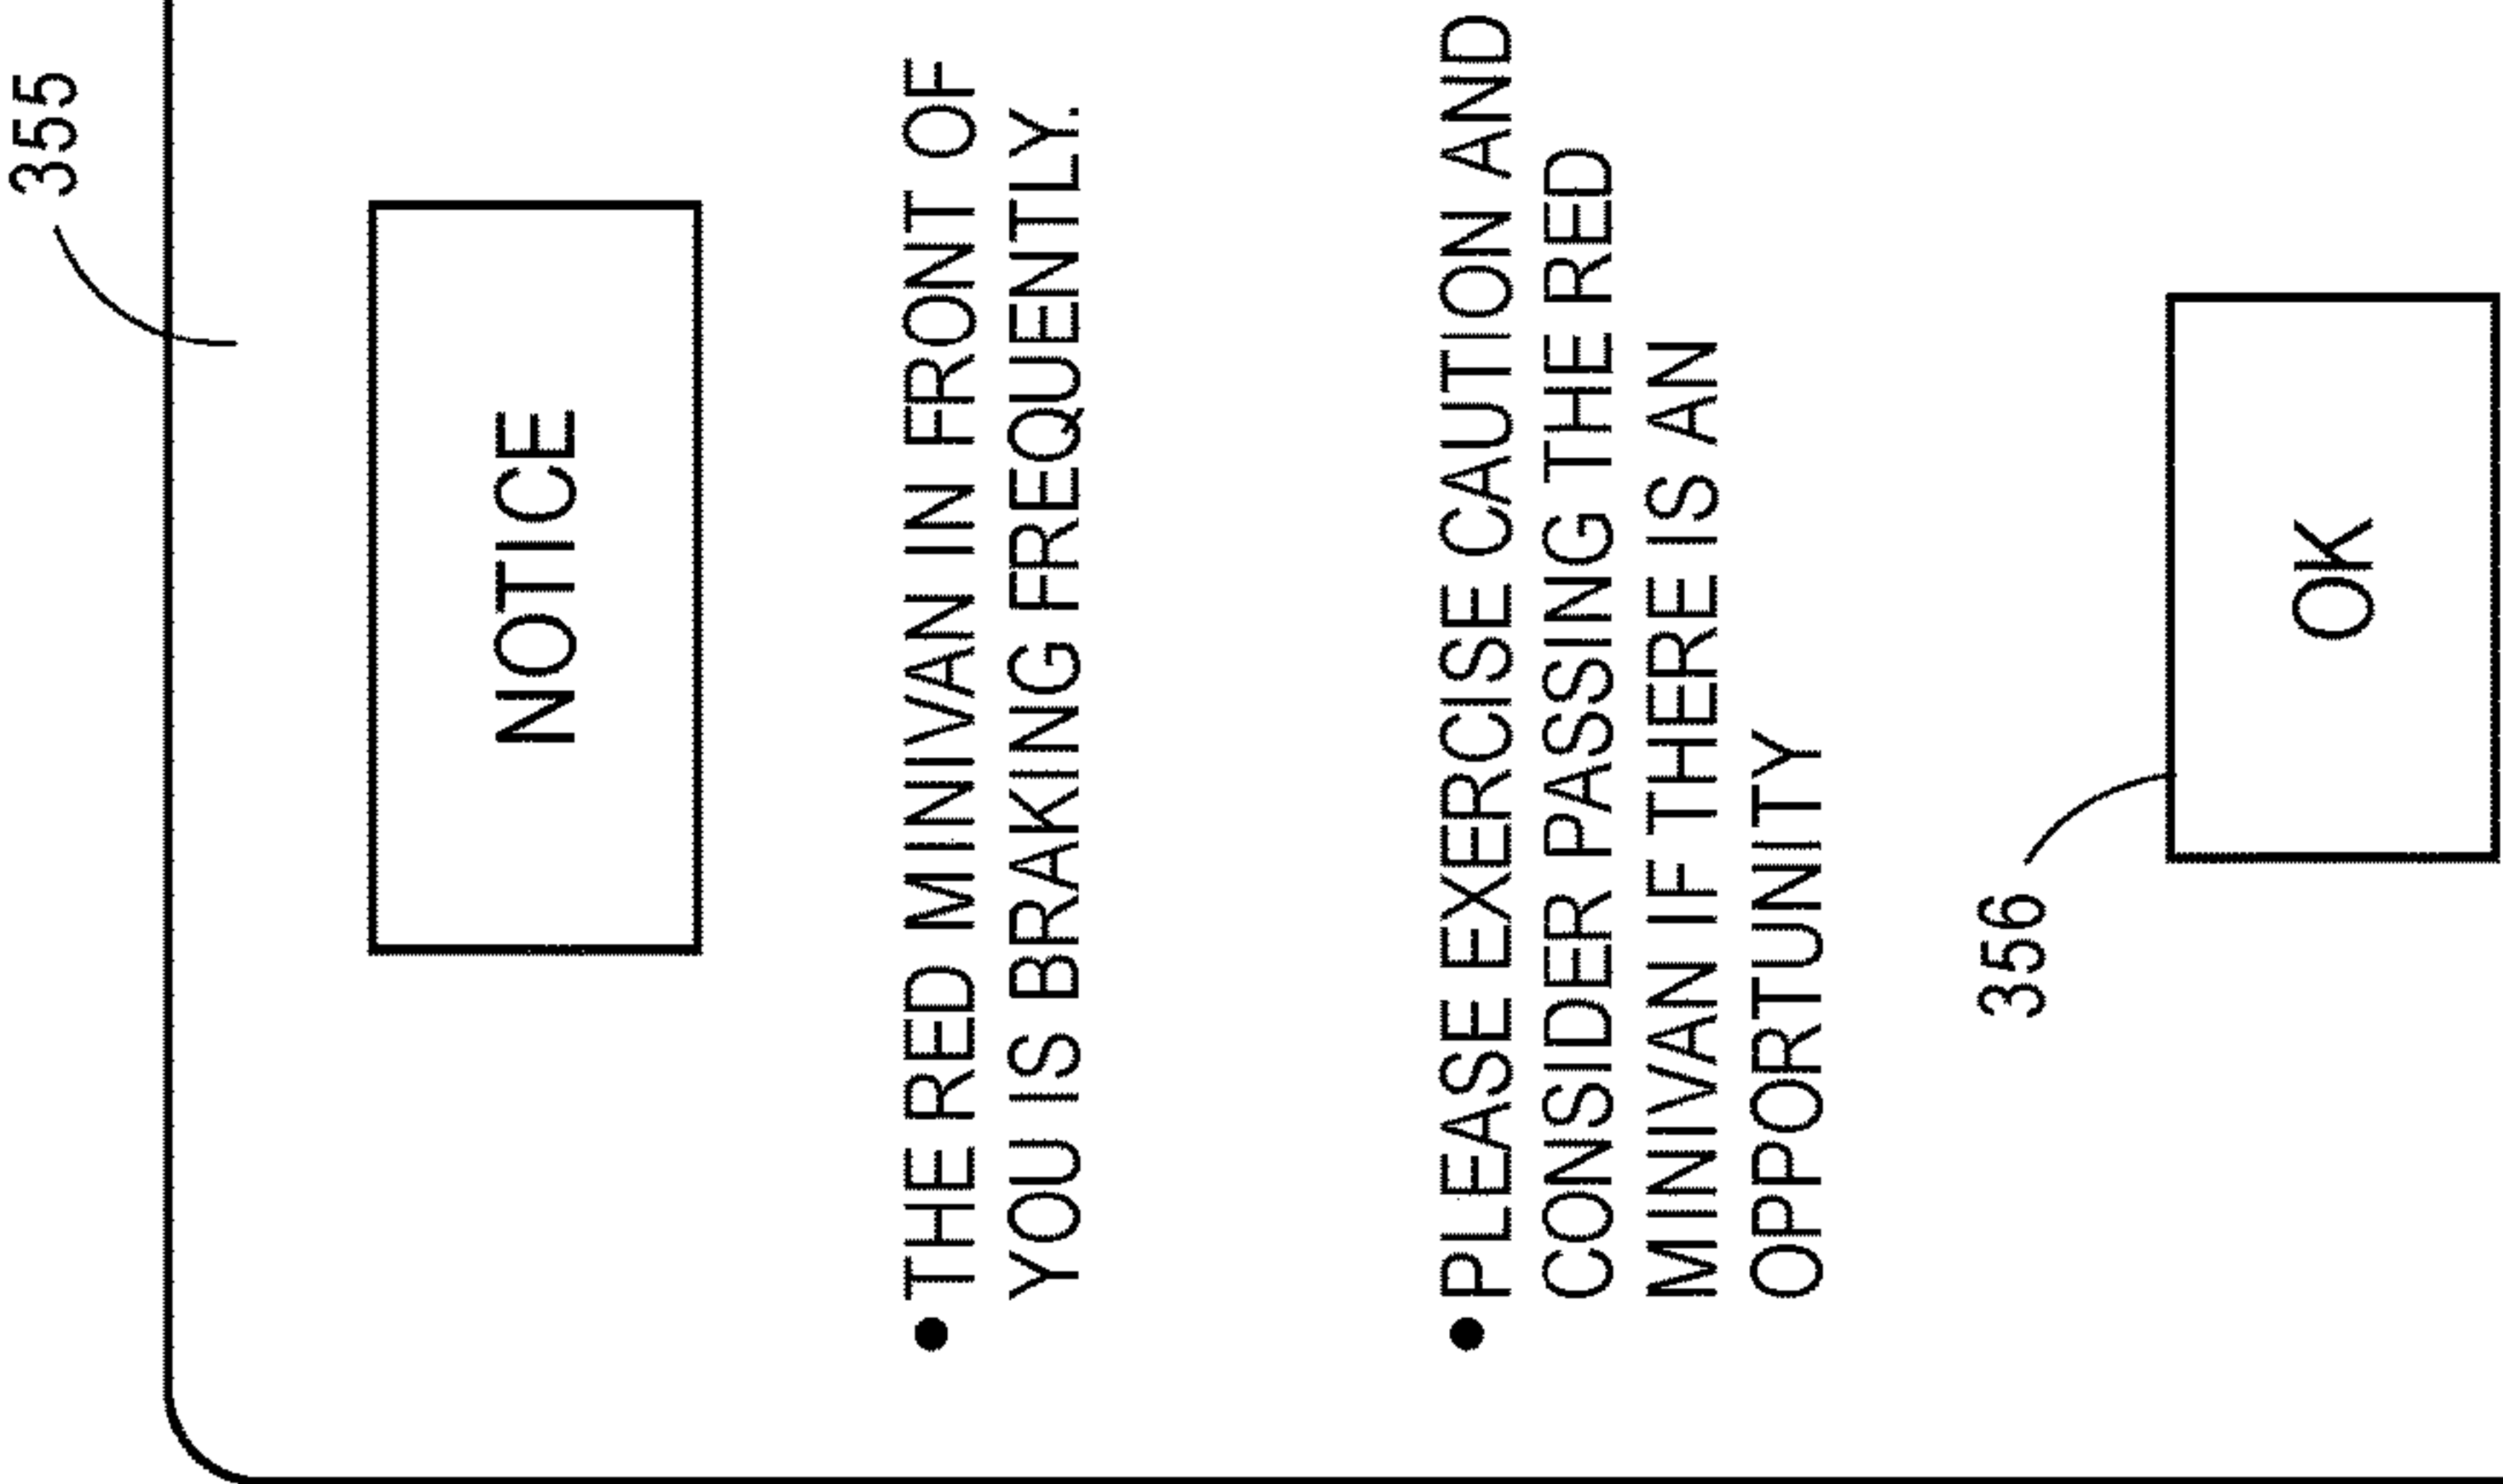 355
NOTICE
• THE RED MINIVAN IN FRONT OF
YOU IS BRAKING FREQUENTLY.
• PLEASE EXERCISE CAUTION AND
CONSIDER PASSING THE RED
MINIVAN IF THERE IS AN
OPPORTUNITY
356
OK